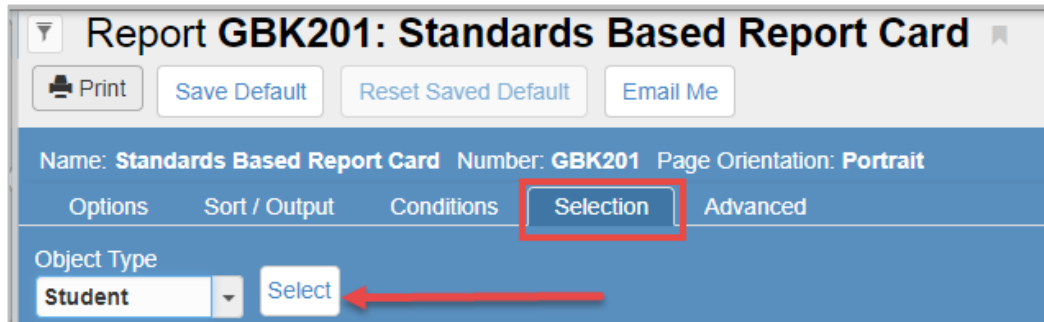 Report GBK201: Standards Based Report Card
Print Save Default Reset Saved Default Email Me
Name: Standards Based Report Card Number: GBK201 Page Orientation: Portrait
Options Sort / Output Conditions Selection Advanced
Object Type
Student Select